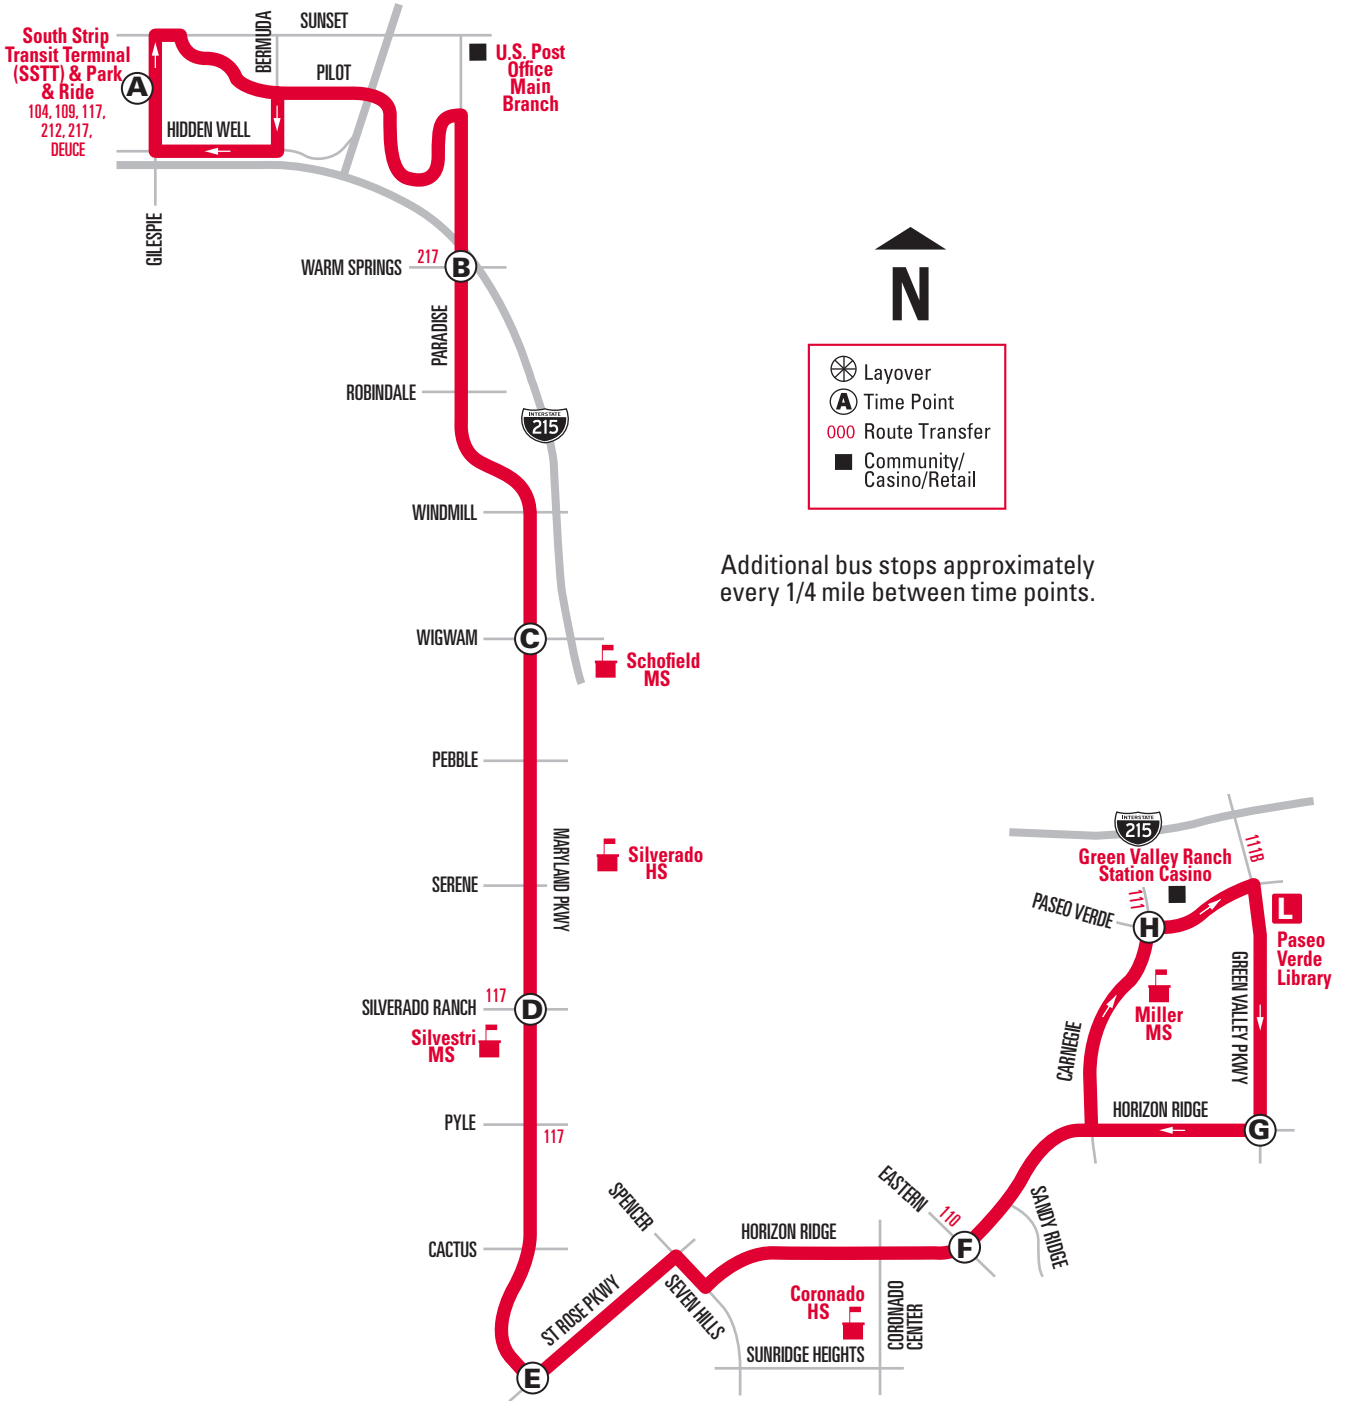 SUNSET
BERMUDA
South Strip
Transit Terminal
(SSTT) & Park
& Ride
104, 109, 117,
212, 217,
DEUCE
A
PILOT
U.S. Post
Office
Main
Branch
HIDDEN WELL
GILESPIE
WARM SPRINGS
217
B
PARADISE
ROBINDALE
INTERSTATE
215
N
Layover
A Time Point
000 Route Transfer
Community/
Casino/Retail
WINDMILL
Additional bus stops approximately
every 1/4 mile between time points.
WIGWAM
C
Schofield
MS
PEBBLE
MARYLAND PKWY
Silverado
HS
SERENE
SILVERADO RANCH
117
D
Silvestri
MS
PYLE
117
CACTUS
E
ST ROSE PKWY
SPENCER
SEVEN HILLS
HORIZON RIDGE
Coronado
HS
CORONADO
CENTER
SUNRIDGE HEIGHTS
EASTERN
110
F
SANDY RIDGE
INTERSTATE
215
111B
Green Valley Ranch
Station Casino
111
PASEO VERDE
H
L
Paseo
Verde
Library
GREEN VALLEY PKWY
Miller
MS
CARNEGIE
HORIZON RIDGE
G